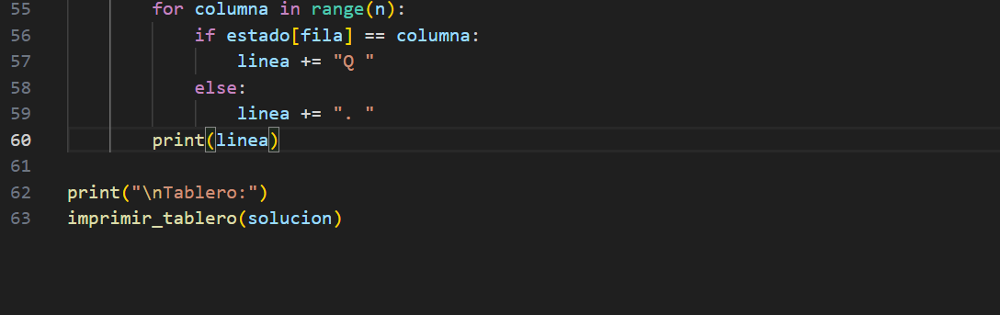 55 for columna in range(n):
56 if estado[fila] == columna:
57 linea += "Q "
58 else:
59 linea += ". "
60 print(linea)
61
62 print("\nTablero:")
63 imprimir_tablero(solucion)